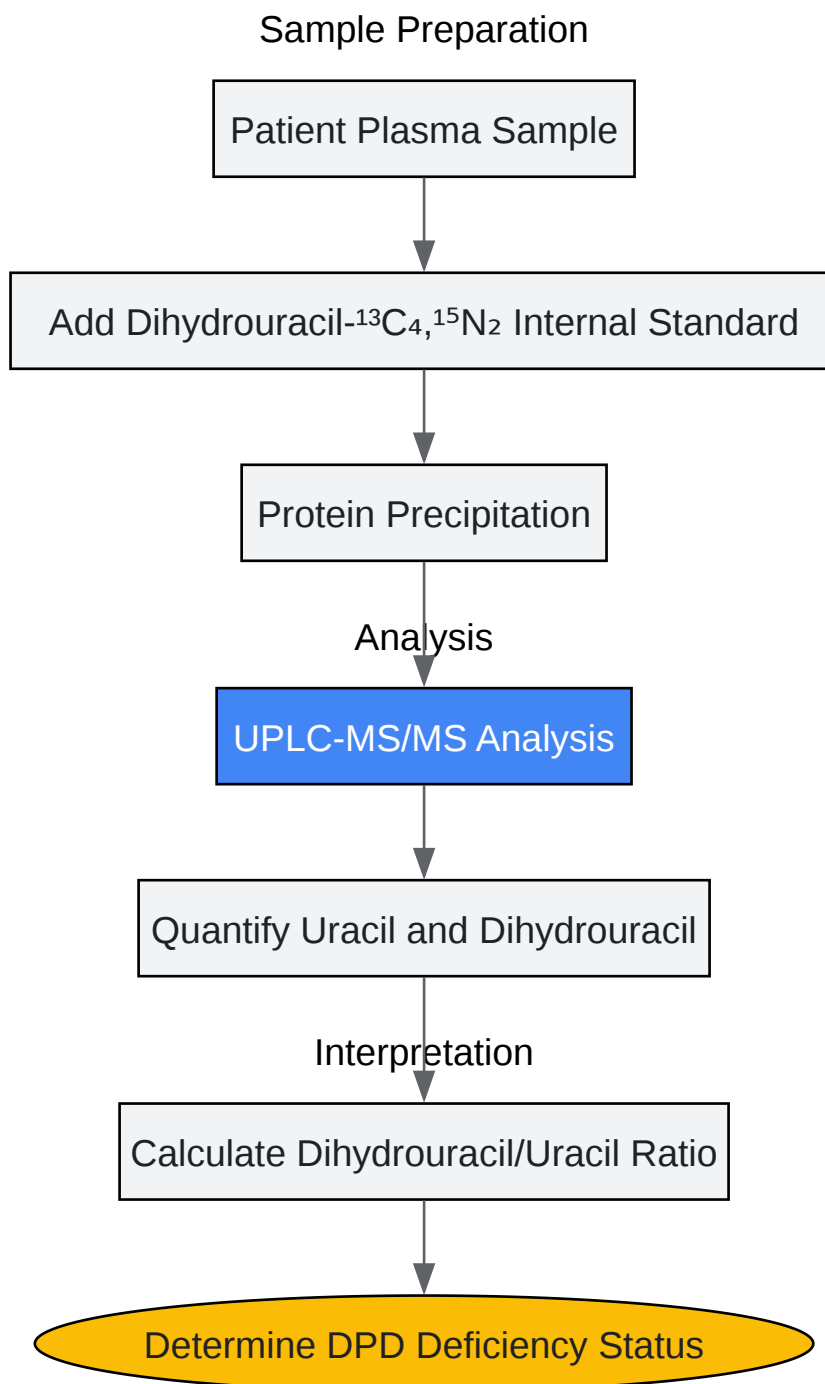 Sample Preparation
Patient Plasma Sample
Add Dihydrouracil-¹³C₄,¹⁵N₂ Internal Standard
Protein Precipitation
Analysis
UPLC-MS/MS Analysis
Quantify Uracil and Dihydrouracil
Interpretation
Calculate Dihydrouracil/Uracil Ratio
Determine DPD Deficiency Status